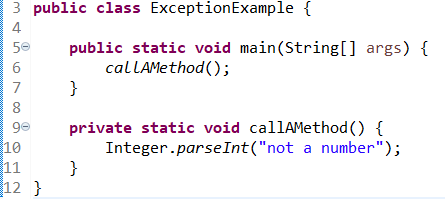 3 public class ExceptionExample {
4
5 public static void main(String[] args) {
6 callAMethod();
7 }
8
9 private static void callAMethod() {
10 Integer.parseInt("not a number");
11 }
12 }